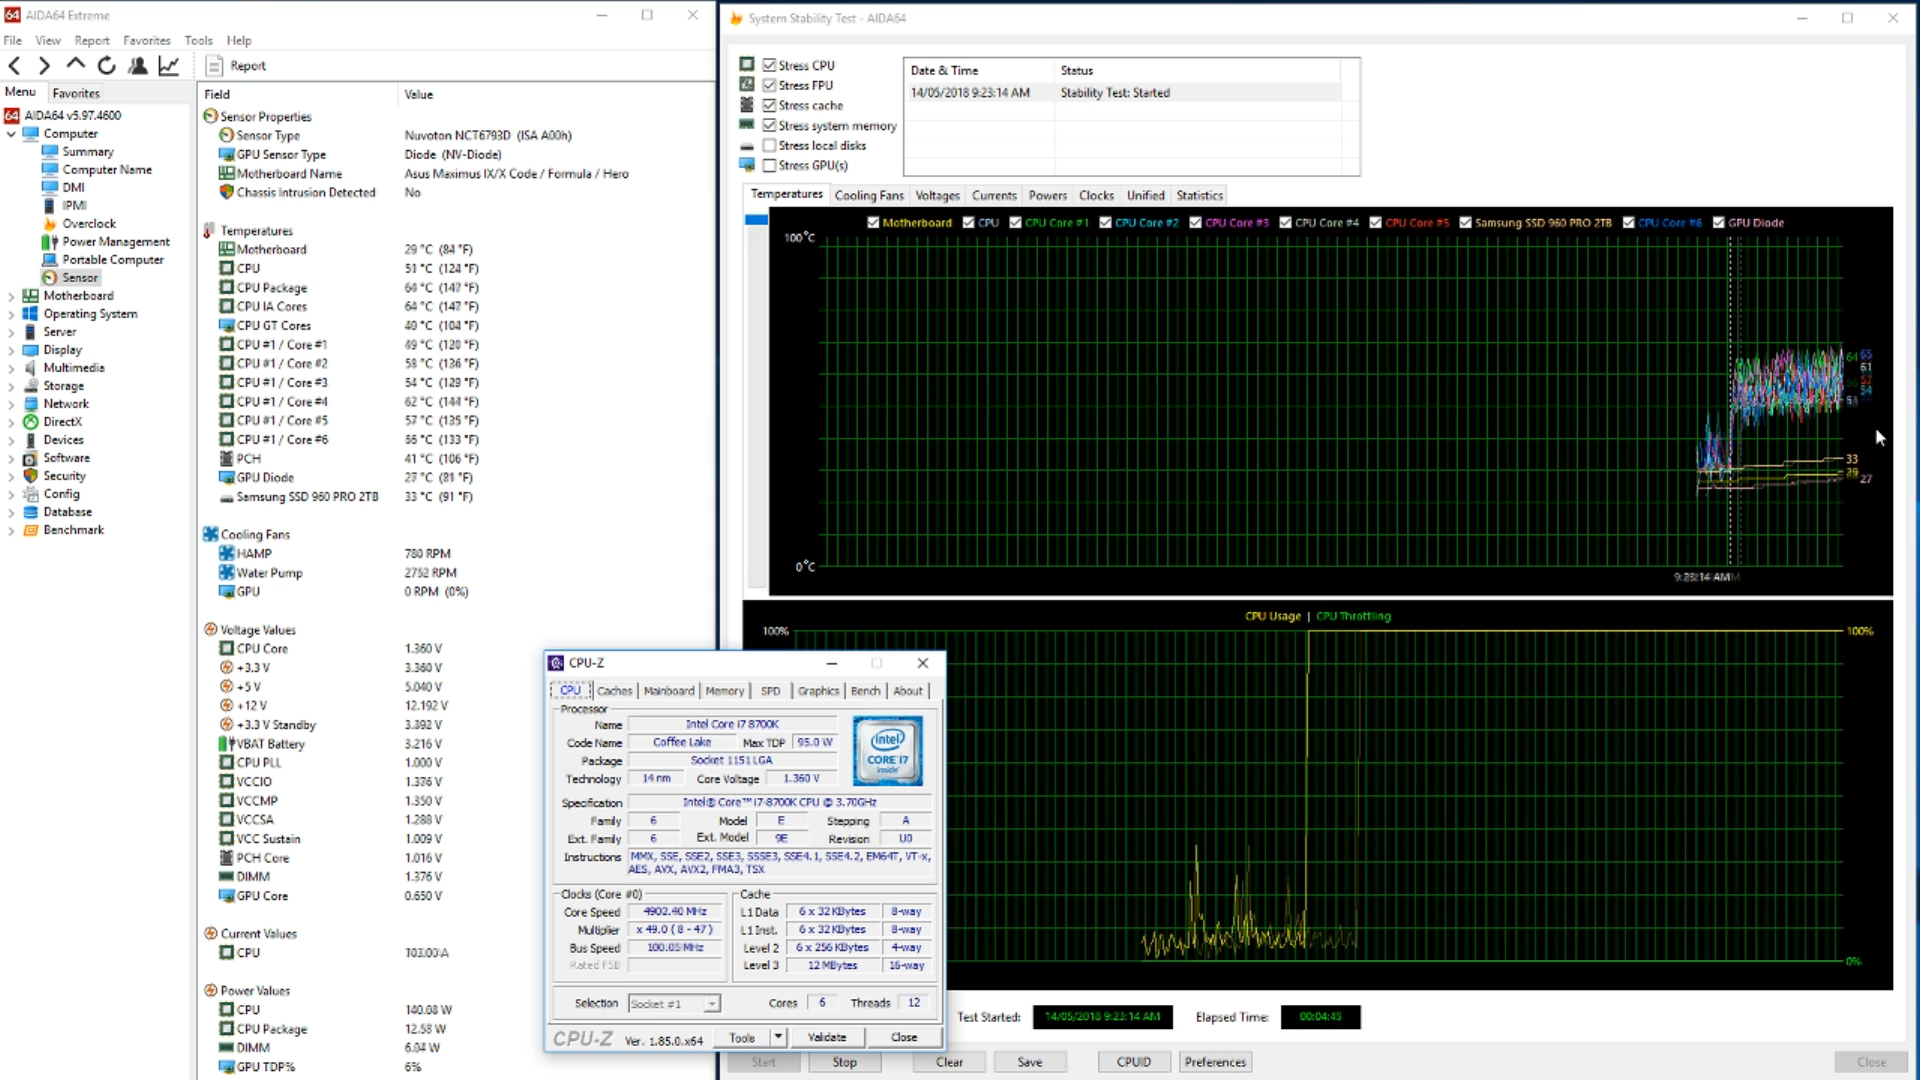 AIDA64 Extreme
File View Report Favorites Tools Help
Report
Menu Favorites
AIDA64 v5.97.4600
Computer
Summary
Computer Name
DMI
IPMI
Overclock
Power Management
Portable Computer
Sensor
Motherboard
Operating System
Server
Display
Multimedia
Storage
Network
DirectX
Devices
Software
Security
Config
Database
Benchmark
Field Value
Sensor Properties
Sensor Type Nuvoton NCT6793D (ISA A00h)
GPU Sensor Type Diode (NV-Diode)
Motherboard Name Asus Maximus IX/X Code / Formula / Hero
Chassis Intrusion Detected No
Temperatures
Motherboard 29 °C (84 °F)
CPU 51 °C (124 °F)
CPU Package 64 °C (147 °F)
CPU IA Cores 64 °C (147 °F)
CPU GT Cores 40 °C (104 °F)
CPU #1 / Core #1 49 °C (120 °F)
CPU #1 / Core #2 58 °C (136 °F)
CPU #1 / Core #3 54 °C (129 °F)
CPU #1 / Core #4 62 °C (144 °F)
CPU #1 / Core #5 57 °C (135 °F)
CPU #1 / Core #6 56 °C (133 °F)
PCH 41 °C (106 °F)
GPU Diode 27 °C (81 °F)
Samsung SSD 960 PRO 2TB 33 °C (91 °F)
Cooling Fans
HAMP 780 RPM
Water Pump 2752 RPM
GPU 0 RPM (0%)
Voltage Values
CPU Core 1.360 V
+3.3 V 3.360 V
+5 V 5.040 V
+12 V 12.192 V
+3.3 V Standby 3.392 V
VBAT Battery 3.216 V
CPU PLL 1.000 V
VCCIO 1.376 V
VCCMP 1.350 V
VCCSA 1.288 V
VCC Sustain 1.009 V
PCH Core 1.016 V
DIMM 1.376 V
GPU Core 0.650 V
Current Values
CPU 103.00 A
Power Values
CPU 140.08 W
CPU Package 12.58 W
DIMM 6.04 W
GPU TDP% 6%
System Stability Test - AIDA64
Stress CPU
Stress FPU
Stress cache
Stress system memory
Stress local disks
Stress GPU(s)
Date & Time Status
14/05/2018 9:23:14 AM Stability Test: Started
Temperatures Cooling Fans Voltages Currents Powers Clocks Unified Statistics
Motherboard CPU CPU Core #1 CPU Core #2 CPU Core #3 CPU Core #4 CPU Core #5 Samsung SSD 960 PRO 2TB CPU Core #6 GPU Diode
100°C
64 65
61
33
29
27
0°C
9:23:14 AM
CPU Usage | CPU Throttling
100% 100%
0%
Test Started: 14/05/2018 9:23:14 AM Elapsed Time: 00:04:45
Start Stop Clear Save CPUID Preferences Close
CPU-Z
CPU Caches Mainboard Memory SPD Graphics Bench About
Processor
Name Intel Core i7 8700K
Code Name Coffee Lake Max TDP 95.0 W
Package Socket 1151 LGA
Technology 14 nm Core Voltage 1.360 V
intel CORE i7 inside
Specification Intel® Core™ i7-8700K CPU @ 3.70GHz
Family 6 Model E Stepping A
Ext. Family 6 Ext. Model 9E Revision U0
Instructions MMX, SSE, SSE2, SSE3, SSSE3, SSE4.1, SSE4.2, EM64T, VT-x,
AES, AVX, AVX2, FMA3, TSX
Clocks (Core #0) Cache
Core Speed 4902.40 MHz L1 Data 6 x 32 KBytes 8-way
Multiplier x 49.0 ( 8 - 47 ) L1 Inst. 6 x 32 KBytes 8-way
Bus Speed 100.05 MHz Level 2 6 x 256 KBytes 4-way
Rated FSB Level 3 12 MBytes 16-way
Selection Socket #1 Cores 6 Threads 12
CPU-Z Ver. 1.85.0.x64 Tools Validate Close